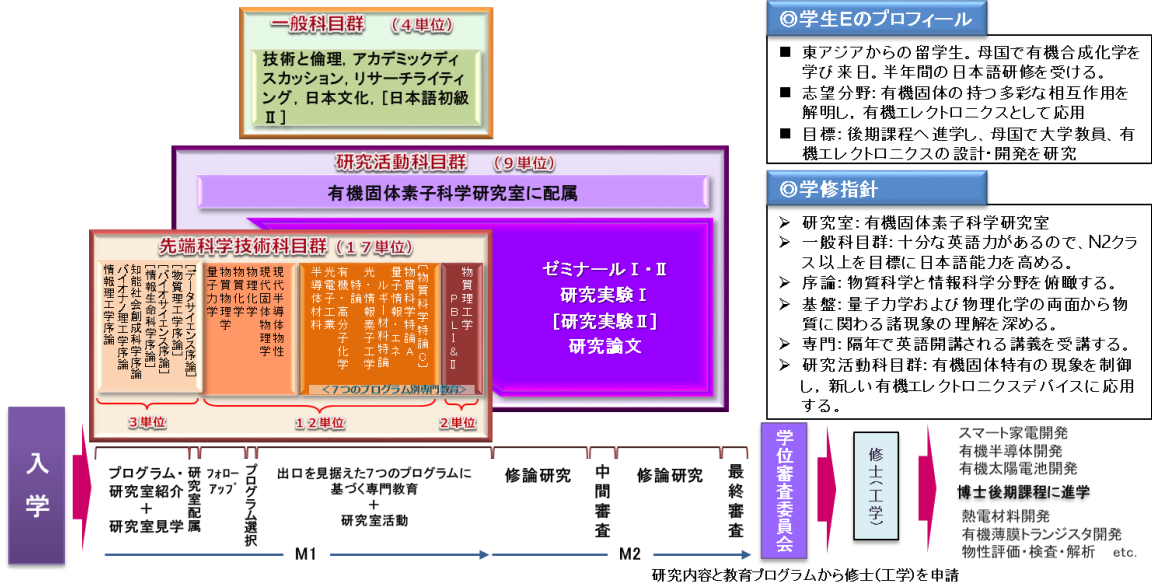 一般科目群 （４単位）
技術と倫理，アカデミックディ
スカッション，リサーチライティ
ング，日本文化，［日本語初級
Ⅱ］
研究活動科目群 （９単位）
有機固体素子科学研究室に配属
ゼミナールⅠ・Ⅱ
研究実験Ⅰ
[研究実験Ⅱ]
研究論文
先端科学技術科目群（１７単位）
［データサイエンス序論］
［物質理工学序論］
［バイオサイエンス序論］
［情報生命科学序論］
知能社会創成科学序論
バイオナノ理工学序論
情報理工学序論
現代半導体物性
現代固体物理学
物理化学
物質化学
物質物理学
量子力学
［物質科学特論C］
物質科学特論A
量子情報・エネ
ルギー材料特論
光・情報素子工学
特論
有機・高分子化学
光電子工業
半導体材料
物質理工学
ＰＢＬⅠ&Ⅱ
＜7つのプログラム別専門教育＞
3単位
12単位
2単位
入学
プログラム・
研究室紹介
＋
研究室見学
研究室配属
フォロー
アップ
プログラム選択
出口を見据えた7つのプログラムに
基づく専門教育
＋
研究室活動
修論研究
中間審査
修論研究
最終審査
M1
M2
◎学生Eのプロフィール
■ 東アジアからの留学生。母国で有機合成化学を
学び来日。半年間の日本語研修を受ける。
■ 志望分野：有機固体の持つ多彩な相互作用を
解明し，有機エレクトロニクスとして応用
■ 目標：後期課程へ進学し、母国で大学教員、有
機エレクトロニクスの設計・開発を研究
◎学修指針
➢ 研究室：有機固体素子科学研究室
➢ 一般科目群：十分な英語力があるので、N2クラ
ス以上を目標に日本語能力を高める。
➢ 序論：物質科学と情報科学分野を俯瞰する。
➢ 基盤：量子力学および物理化学の両面から物
質に関わる諸現象の理解を深める。
➢ 専門：隔年で英語開講される講義を受講する。
➢ 研究活動科目群：有機固体特有の現象を制御
し，新しい有機エレクトロニクスデバイスに応用
する。
学位審査委員会
修士（工学）
スマート家電開発
有機半導体開発
有機太陽電池開発
博士後期課程に進学
熱電材料開発
有機薄膜トランジスタ開発
物性評価・検査・解析 etc.
研究内容と教育プログラムから修士（工学）を申請